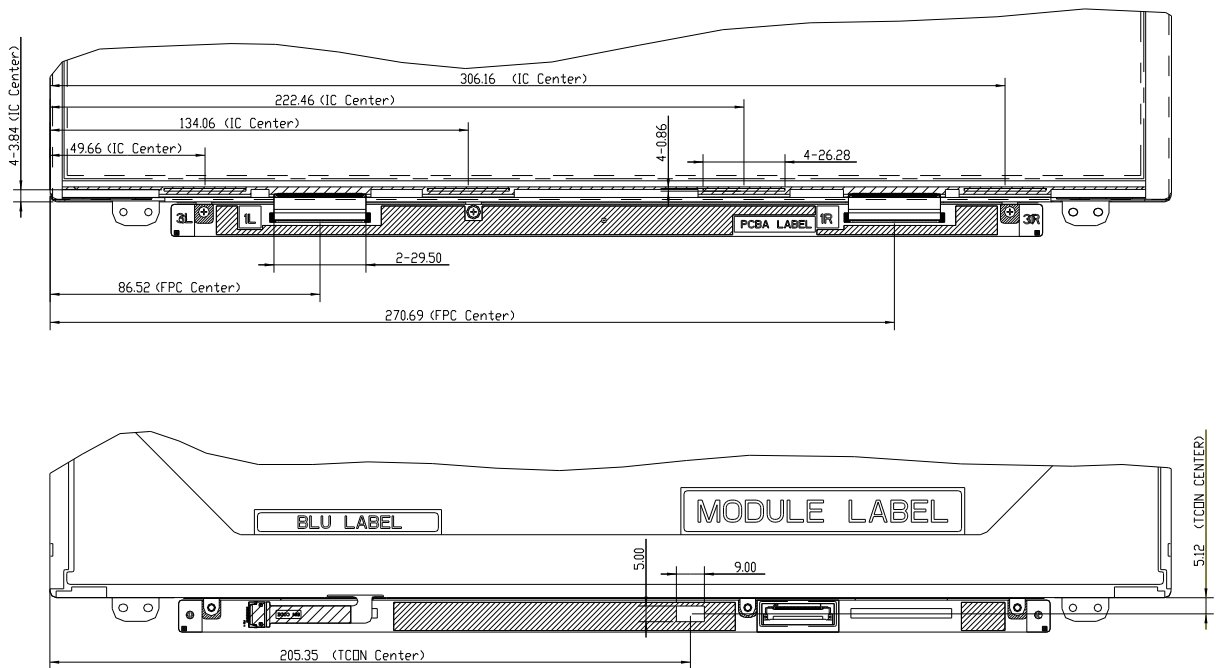 306.16 (IC Center)
222.46 (IC Center)
134.06 (IC Center)
49.66 (IC Center)
4-3.84 (IC Center)
4-0.86
4-26.28
31L
1L
PCBA LABEL
1R
31R
2-29.50
86.52 (FPC Center)
270.69 (FPC Center)
BLU LABEL
MODULE LABEL
5.00
9.00
5.12 (TCON CENTER)
205.35 (TCON Center)